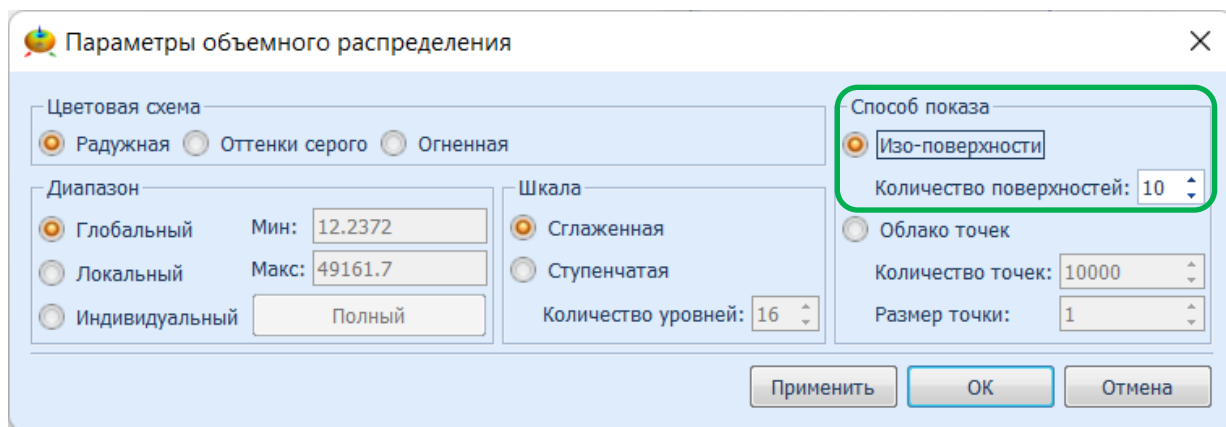 Параметры объемного распределения
Цветовая схема
Радужная Оттенки серого Огненная
Диапазон
Глобальный Мин: 12.2372
Локальный Макс: 49161.7
Индивидуальный Полный
Шкала
Сглаженная
Ступенчатая
Количество уровней: 16
Способ показа
Изо-поверхности
Количество поверхностей: 10
Облако точек
Количество точек: 10000
Размер точки: 1
Применить ОК Отмена